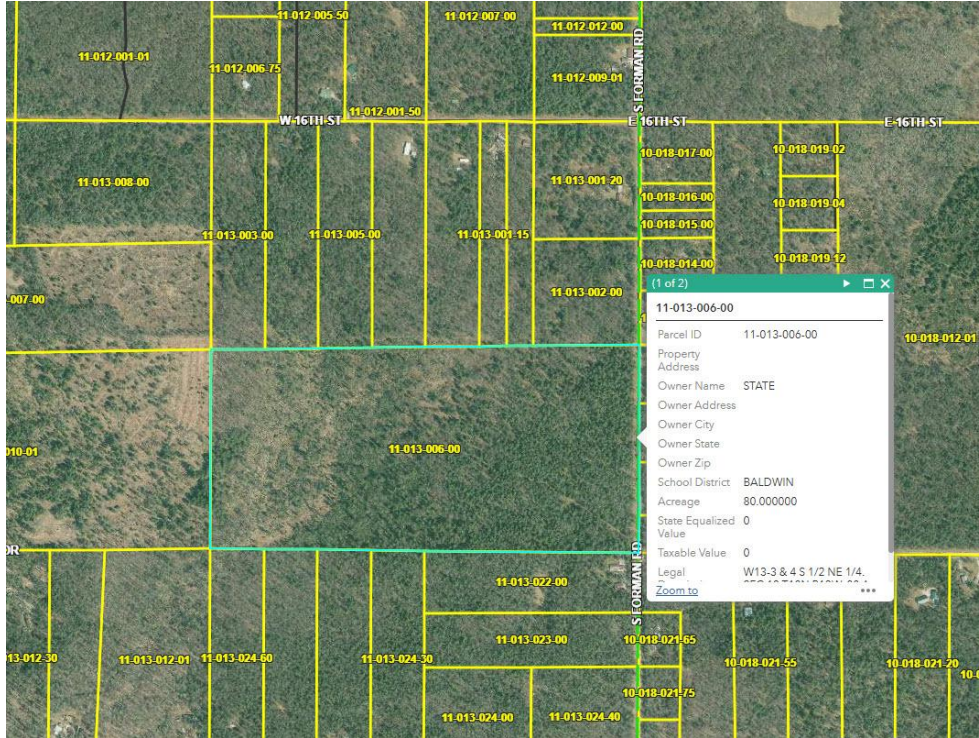 11-012-005-50
11-012-007-00
11-012-012-00
11-012-001-01
11-012-006-75
11-012-009-01
S FORMAN RD
11-012-001-50
W 16TH ST
E 16TH ST
E 16TH ST
10-018-017-00
10-018-019-02
11-013-008-00
11-013-001-20
10-018-016-00
10-018-019-04
10-018-015-00
11-013-003-00
11-013-005-00
11-013-001-15
10-018-014-00
10-018-019-12
11-013-002-00
-007-00
10-018-012-01
(1 of 2)
11-013-006-00
Parcel ID 11-013-006-00
Property
Address
Owner Name STATE
Owner Address
Owner City
Owner State
Owner Zip
School District BALDWIN
Acreage 80.000000
State Equalized 0
Value
Taxable Value 0
Legal W13-3 & 4 S 1/2 NE 1/4.
Zoom to
11-013-006-00
010-01
OR
S FORMAN RD
11-013-022-00
11-013-023-00
10-018-021-65
013-012-30
11-013-012-01
11-013-024-60
11-013-024-30
10-018-021-55
10-018-021-20
10-0
10-018-021-75
11-013-024-00
11-013-024-40